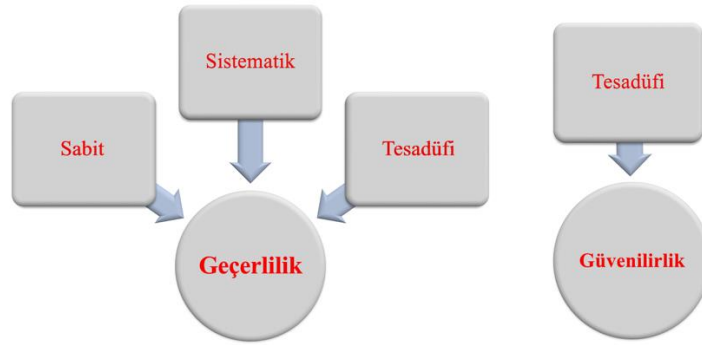 Sistematik
Sabit
Tesadüfi
Geçerlilik
Tesadüfi
Güvenilirlik